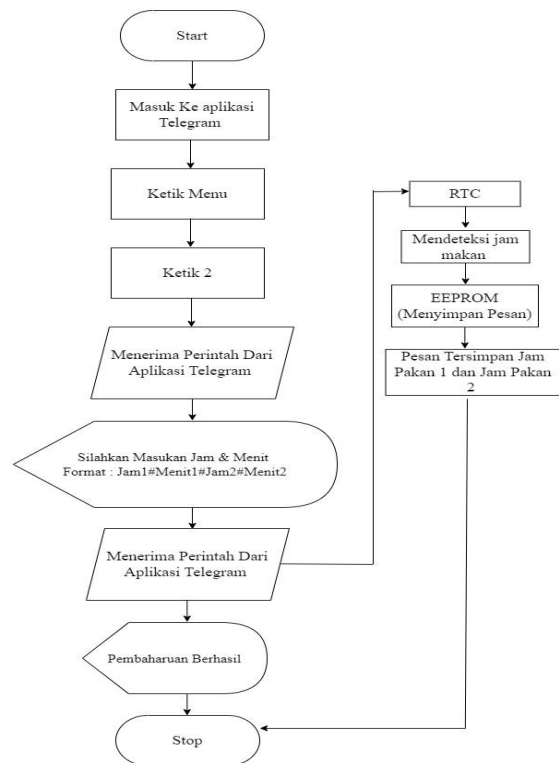 Start
Masuk Ke aplikasi
Telegram
Ketik Menu
Ketik 2
Menerima Perintah Dari
Aplikasi Telegram
Silahkan Masukan Jam & Menit
Format : Jam1#Menit1#Jam2#Menit2
Menerima Perintah Dari
Aplikasi Telegram
Pembaharuan Berhasil
Stop
RTC
Mendeteksi jam
makan
EEPROM
(Menyimpan Pesan)
Pesan Tersimpan Jam
Pakan 1 dan Jam Pakan
2